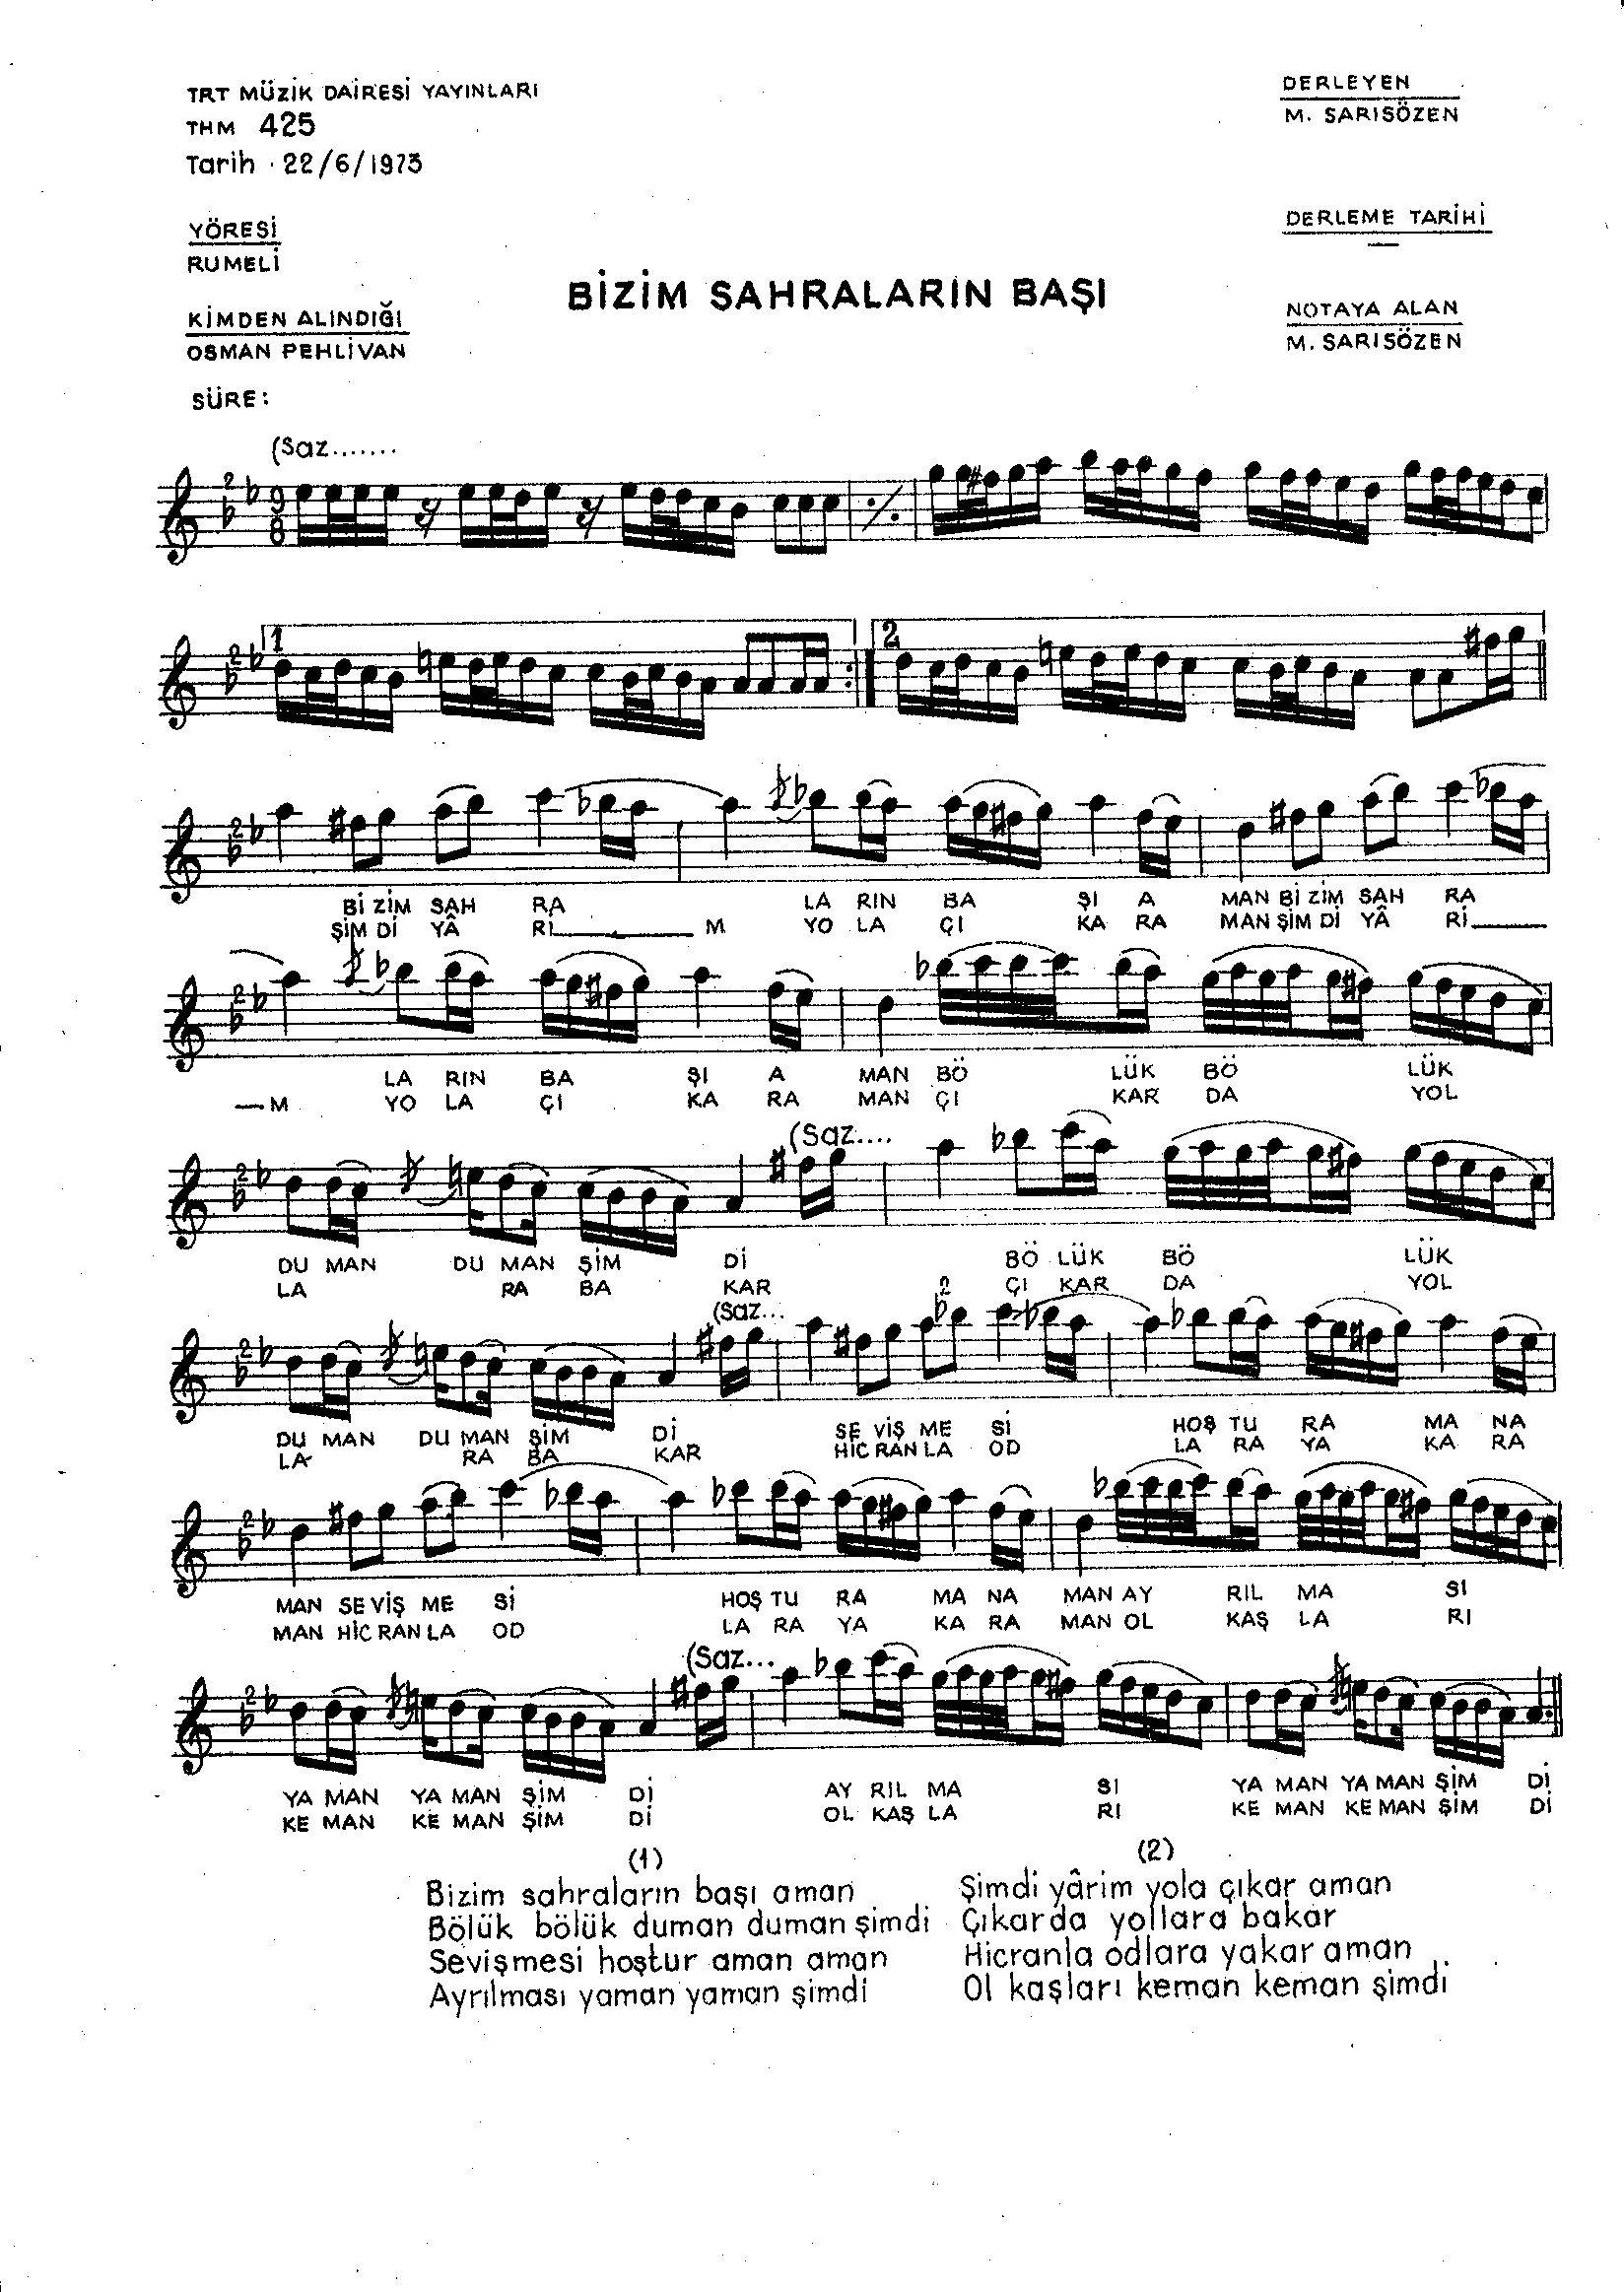 TRT MÜZİK DAİRESİ YAYINLARI
THM 425
Tarih 22/6/1973
DERLEYEN
M. SARISÖZEN
YÖRESİ
RUMELİ
DERLEME TARİHİ
—
BİZİM SAHRALARIN BAŞI
KİMDEN ALINDIĞI
OSMAN PEHLİVAN
NOTAYA ALAN
M. SARISÖZEN
SÜRE:
(Saz.......
9
8
1
2
Bİ ZİM SAH RA LA RIN BA ŞI A MAN Bİ ZİM SAH RA
ŞİM Dİ YÂ Rİ M YO LA ÇI KA RA MAN ŞİM Dİ YÂ Rİ
LA RIN BA ŞI A MAN BÖ LÜK BÖ LÜK
M YO LA ÇI KA RA MAN ÇI KAR DA YOL
(Saz....
DU MAN DU MAN ŞİM Dİ BÖ LÜK BÖ LÜK
LA RA BA KAR ÇI KAR DA YOL
(Saz...
DU MAN DU MAN ŞİM Dİ SE VİŞ ME Sİ HOŞ TU RA MA NA
LA RA BA KAR HİC RAN LA OD LA RA YA KA RA
MAN SE VİŞ ME Sİ HOŞ TU RA MA NA MAN AY RIL MA SI
MAN HİC RAN LA OD LA RA YA KA RA MAN OL KAŞ LA RI
(Saz...
YA MAN YA MAN ŞİM Dİ AY RIL MA SI YA MAN YA MAN ŞİM Dİ
KE MAN KE MAN ŞİM Dİ OL KAŞ LA RI KE MAN KE MAN ŞİM Dİ
(1)
Bizim sahraların başı aman
Bölük bölük duman duman şimdi
Sevişmesi hoştur aman aman
Ayrılması yaman yaman şimdi
(2)
Şimdi yârim yola çıkar aman
Çıkarda yollara bakar
Hicranla odlara yakar aman
Ol kaşları keman keman şimdi